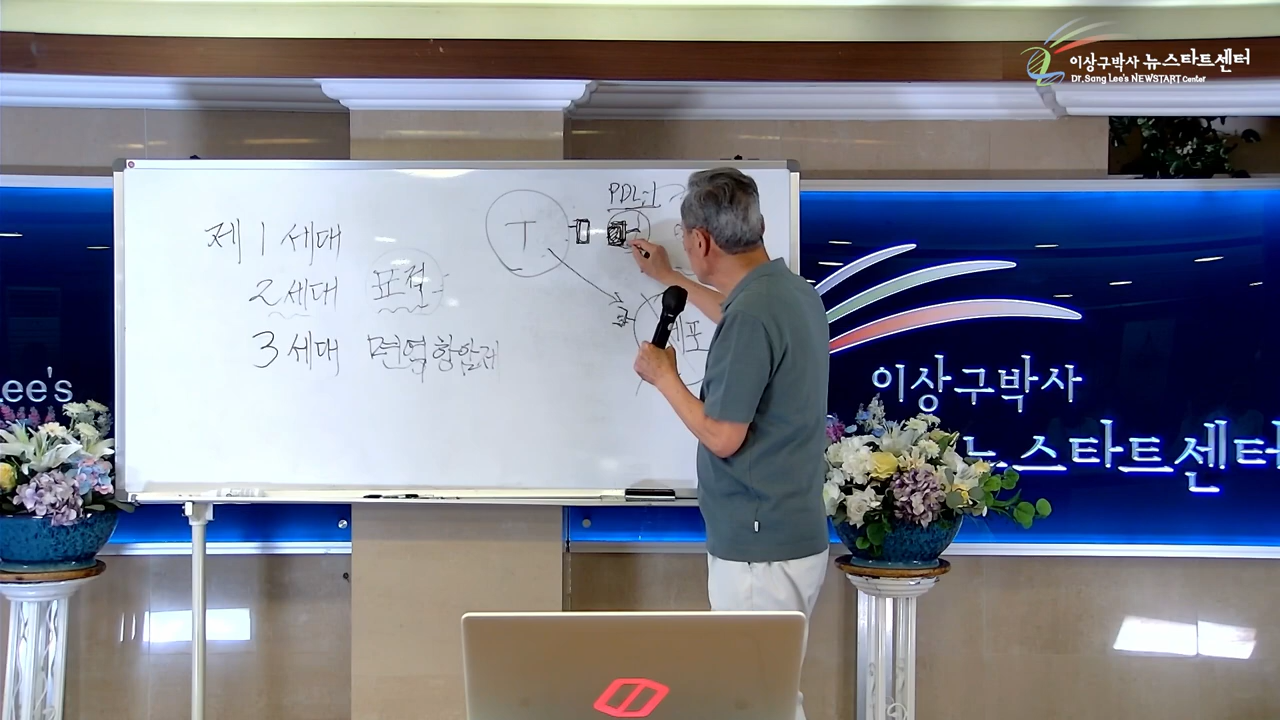 이상구박사 뉴스타트센터
Dr. Sang Lee's NEWSTART Center
제 1 세대
2 세대 표적
3 세대 면역항암제
T
PDL-1
세포
Lee's
이상구박사
뉴스타트센터